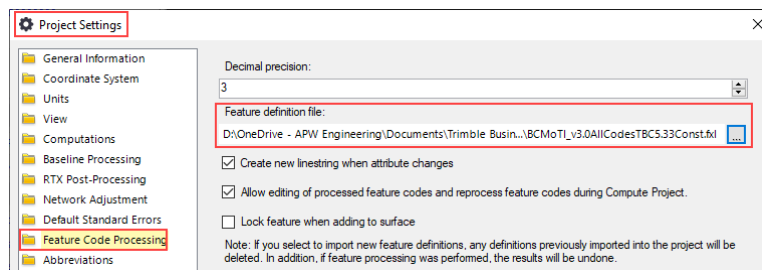 Project Settings
General Information
Coordinate System
Units
View
Computations
Baseline Processing
RTX Post-Processing
Network Adjustment
Default Standard Errors
Feature Code Processing
Abbreviations
Decimal precision:
3
Feature definition file:
D:\OneDrive - APW Engineering\Documents\Trimble Busin...\BCMoTI_v3.0AllCodesTBC5.33Const.fxl
...
Create new linestring when attribute changes
Allow editing of processed feature codes and reprocess feature codes during Compute Project.
Lock feature when adding to surface
Note: If you select to import new feature definitions, any definitions previously imported into the project will be
deleted. In addition, if feature processing was performed, the results will be undone.